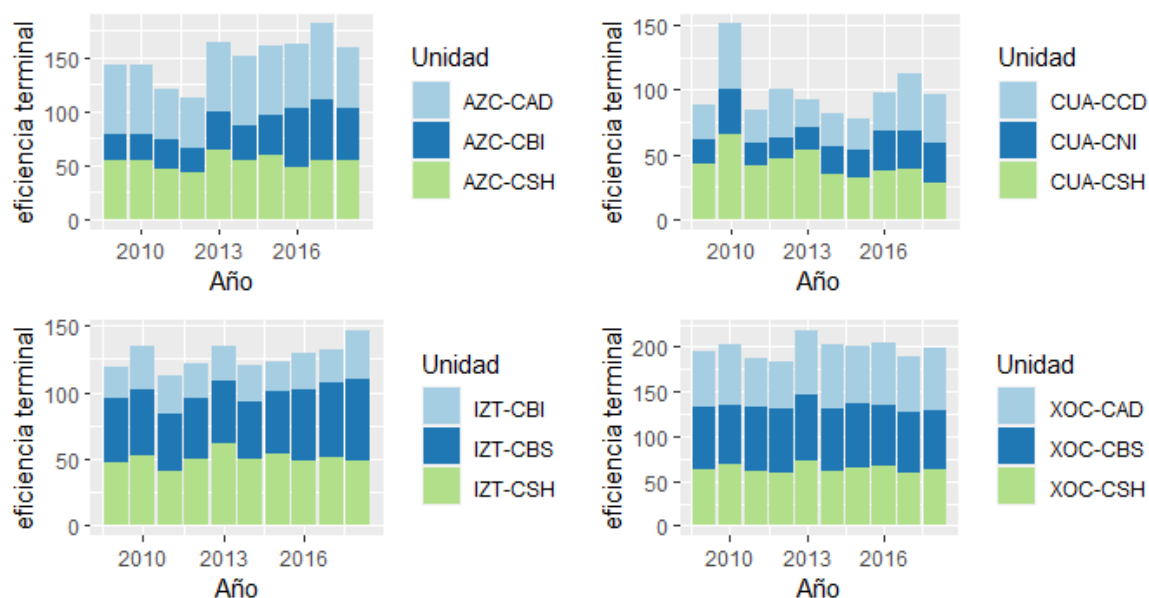 eficiencia terminal
150
100
50
0
2010
2013
2016
Año
Unidad
AZC-CAD
AZC-CBI
AZC-CSH
eficiencia terminal
150
100
50
0
2010
2013
2016
Año
Unidad
CUA-CCD
CUA-CNI
CUA-CSH
eficiencia terminal
150
100
50
0
2010
2013
2016
Año
Unidad
IZT-CBI
IZT-CBS
IZT-CSH
eficiencia terminal
200
150
100
50
0
2010
2013
2016
Año
Unidad
XOC-CAD
XOC-CBS
XOC-CSH